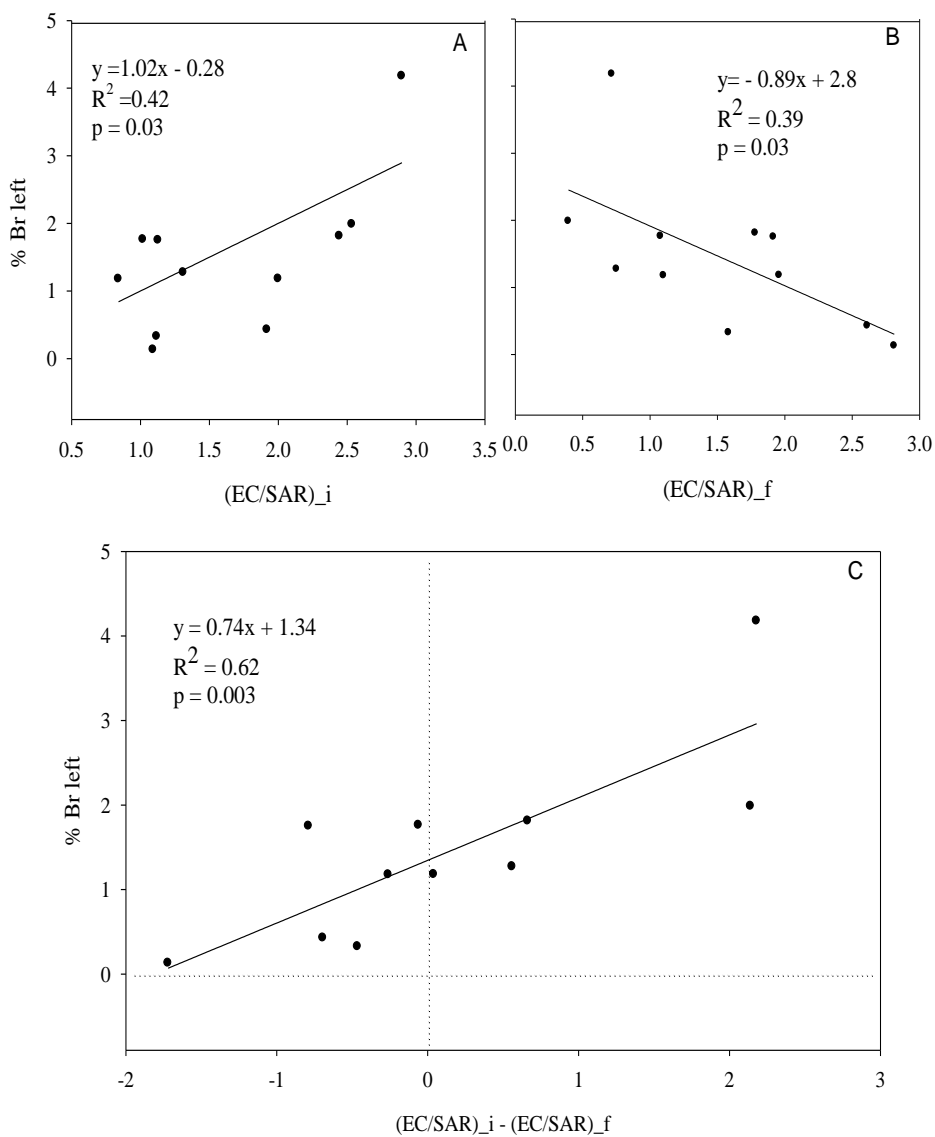 A
y =1.02x - 0.28
R2 =0.42
p = 0.03
% Br left
5
4
3
2
1
0
0.5 1.0 1.5 2.0 2.5 3.0 3.5
(EC/SAR)_i
B
y= - 0.89x + 2.8
R2 = 0.39
p = 0.03
0.0 0.5 1.0 1.5 2.0 2.5 3.0
(EC/SAR)_f
C
y = 0.74x + 1.34
R2 = 0.62
p = 0.003
% Br left
5
4
3
2
1
0
-2 -1 0 1 2 3
(EC/SAR)_i - (EC/SAR)_f